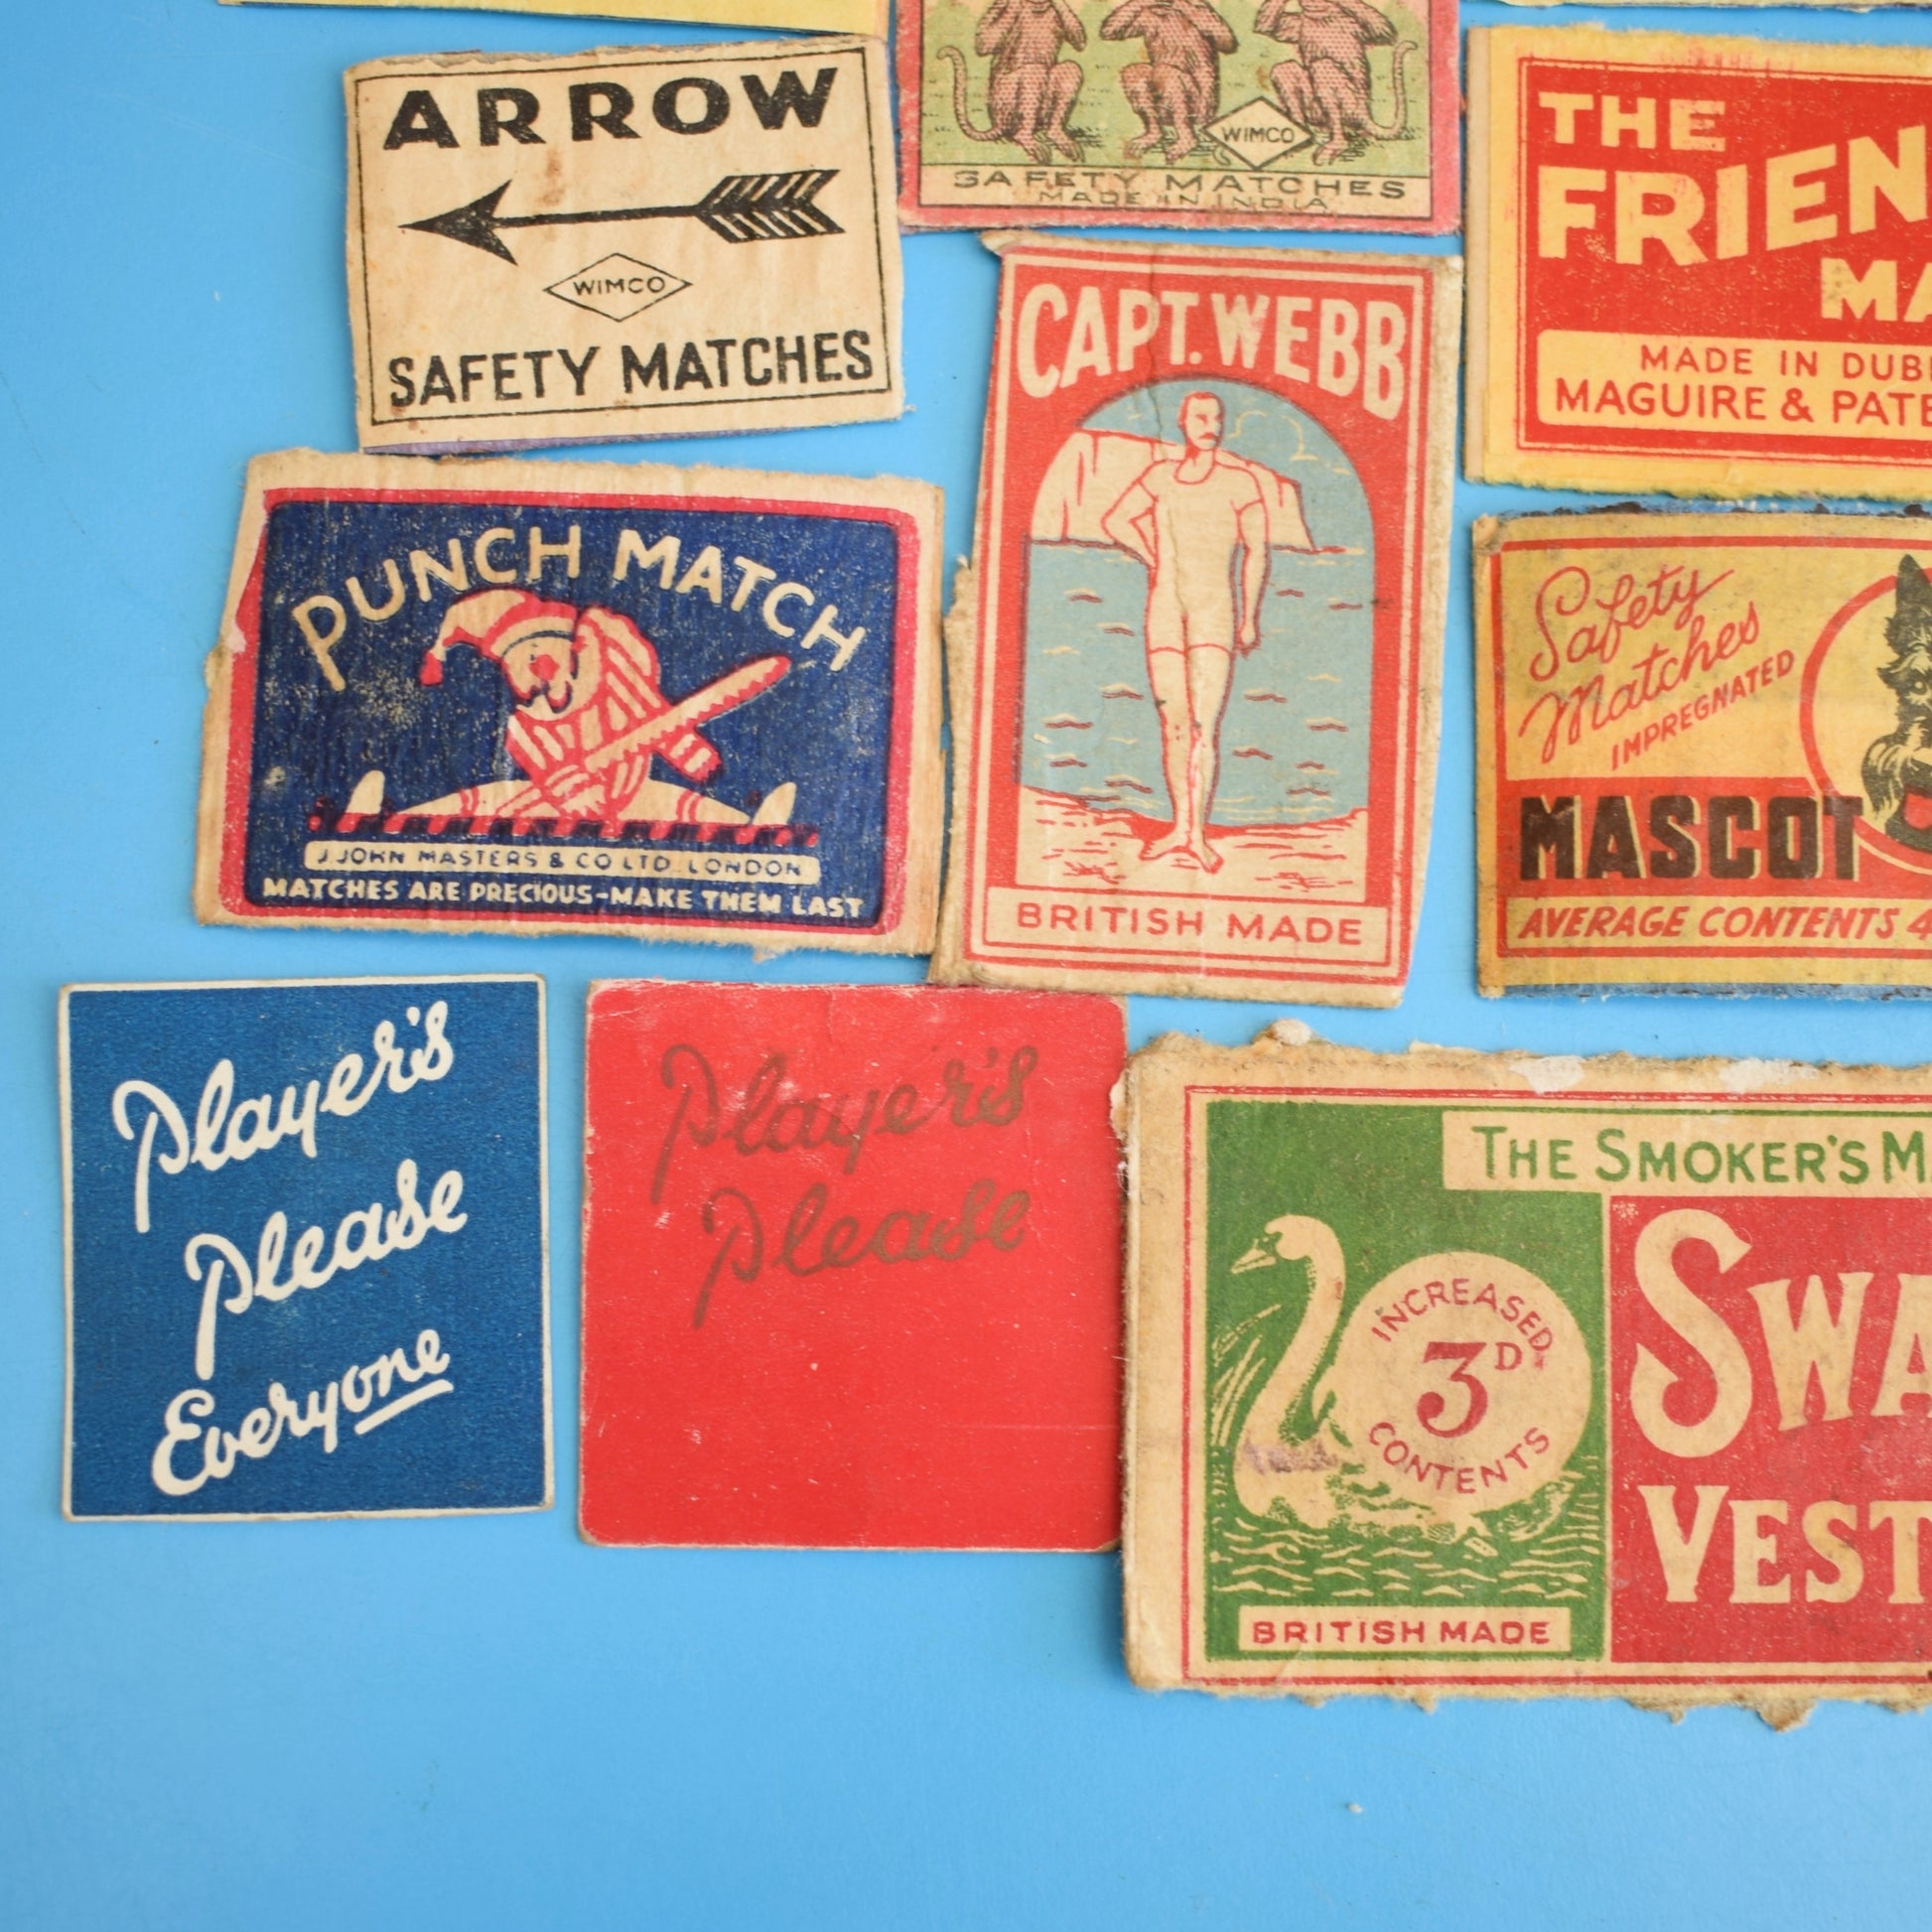 ARROW
WIMCO
SAFETY MATCHES
WIMCO
SAFETY MATCHES
MADE IN INDIA
THE
FRIEN
MA
MADE IN DUB
MAGUIRE & PATE
CAPT. WEBB
BRITISH MADE
PUNCH MATCH
J. JOHN MASTERS & CO LTD. LONDON
MATCHES ARE PRECIOUS-MAKE THEM LAST
Safety
Matches
IMPREGNATED
MASCOT
AVERAGE CONTENTS 4
Player's
Please
Everyone
Player's
Please
THE SMOKER'S M
INCREASED
3D
CONTENTS
SWA
VEST
BRITISH MADE